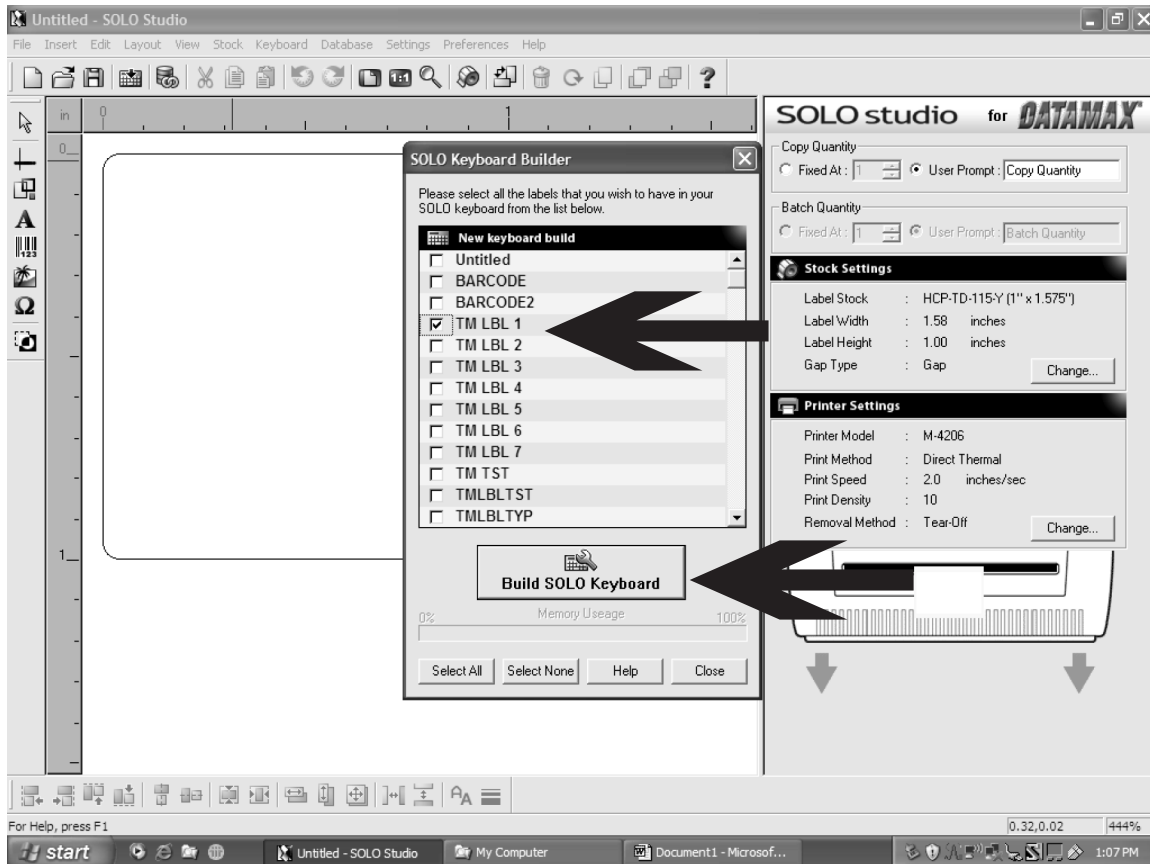 Untitled - SOLO Studio
File Insert Edit Layout View Stock Keyboard Database Settings Preferences Help
1:1 ?
in 0 1
0
1
A
123
Ω
SOLO Keyboard Builder
Please select all the labels that you wish to have in your
SOLO keyboard from the list below.
New keyboard build
Untitled
BARCODE
BARCODE2
TM LBL 1
TM LBL 2
TM LBL 3
TM LBL 4
TM LBL 5
TM LBL 6
TM LBL 7
TM TST
TMLBLTST
TMLBLTYP
Build SOLO Keyboard
0% Memory Useage 100%
Select All Select None Help Close
SOLO studio for DATAMAX
Copy Quantity
Fixed At : 1 User Prompt : Copy Quantity
Batch Quantity
Fixed At : 1 User Prompt : Batch Quantity
Stock Settings
Label Stock : HCP-TD-115-Y (1" x 1.575")
Label Width : 1.58 inches
Label Height : 1.00 inches
Gap Type : Gap
Change...
Printer Settings
Printer Model : M-4206
Print Method : Direct Thermal
Print Speed : 2.0 inches/sec
Print Density : 10
Removal Method : Tear-Off
Change...
AA
For Help, press F1
0.32,0.02 444%
start Untitled - SOLO Studio My Computer Document1 - Microsof... 1:07 PM